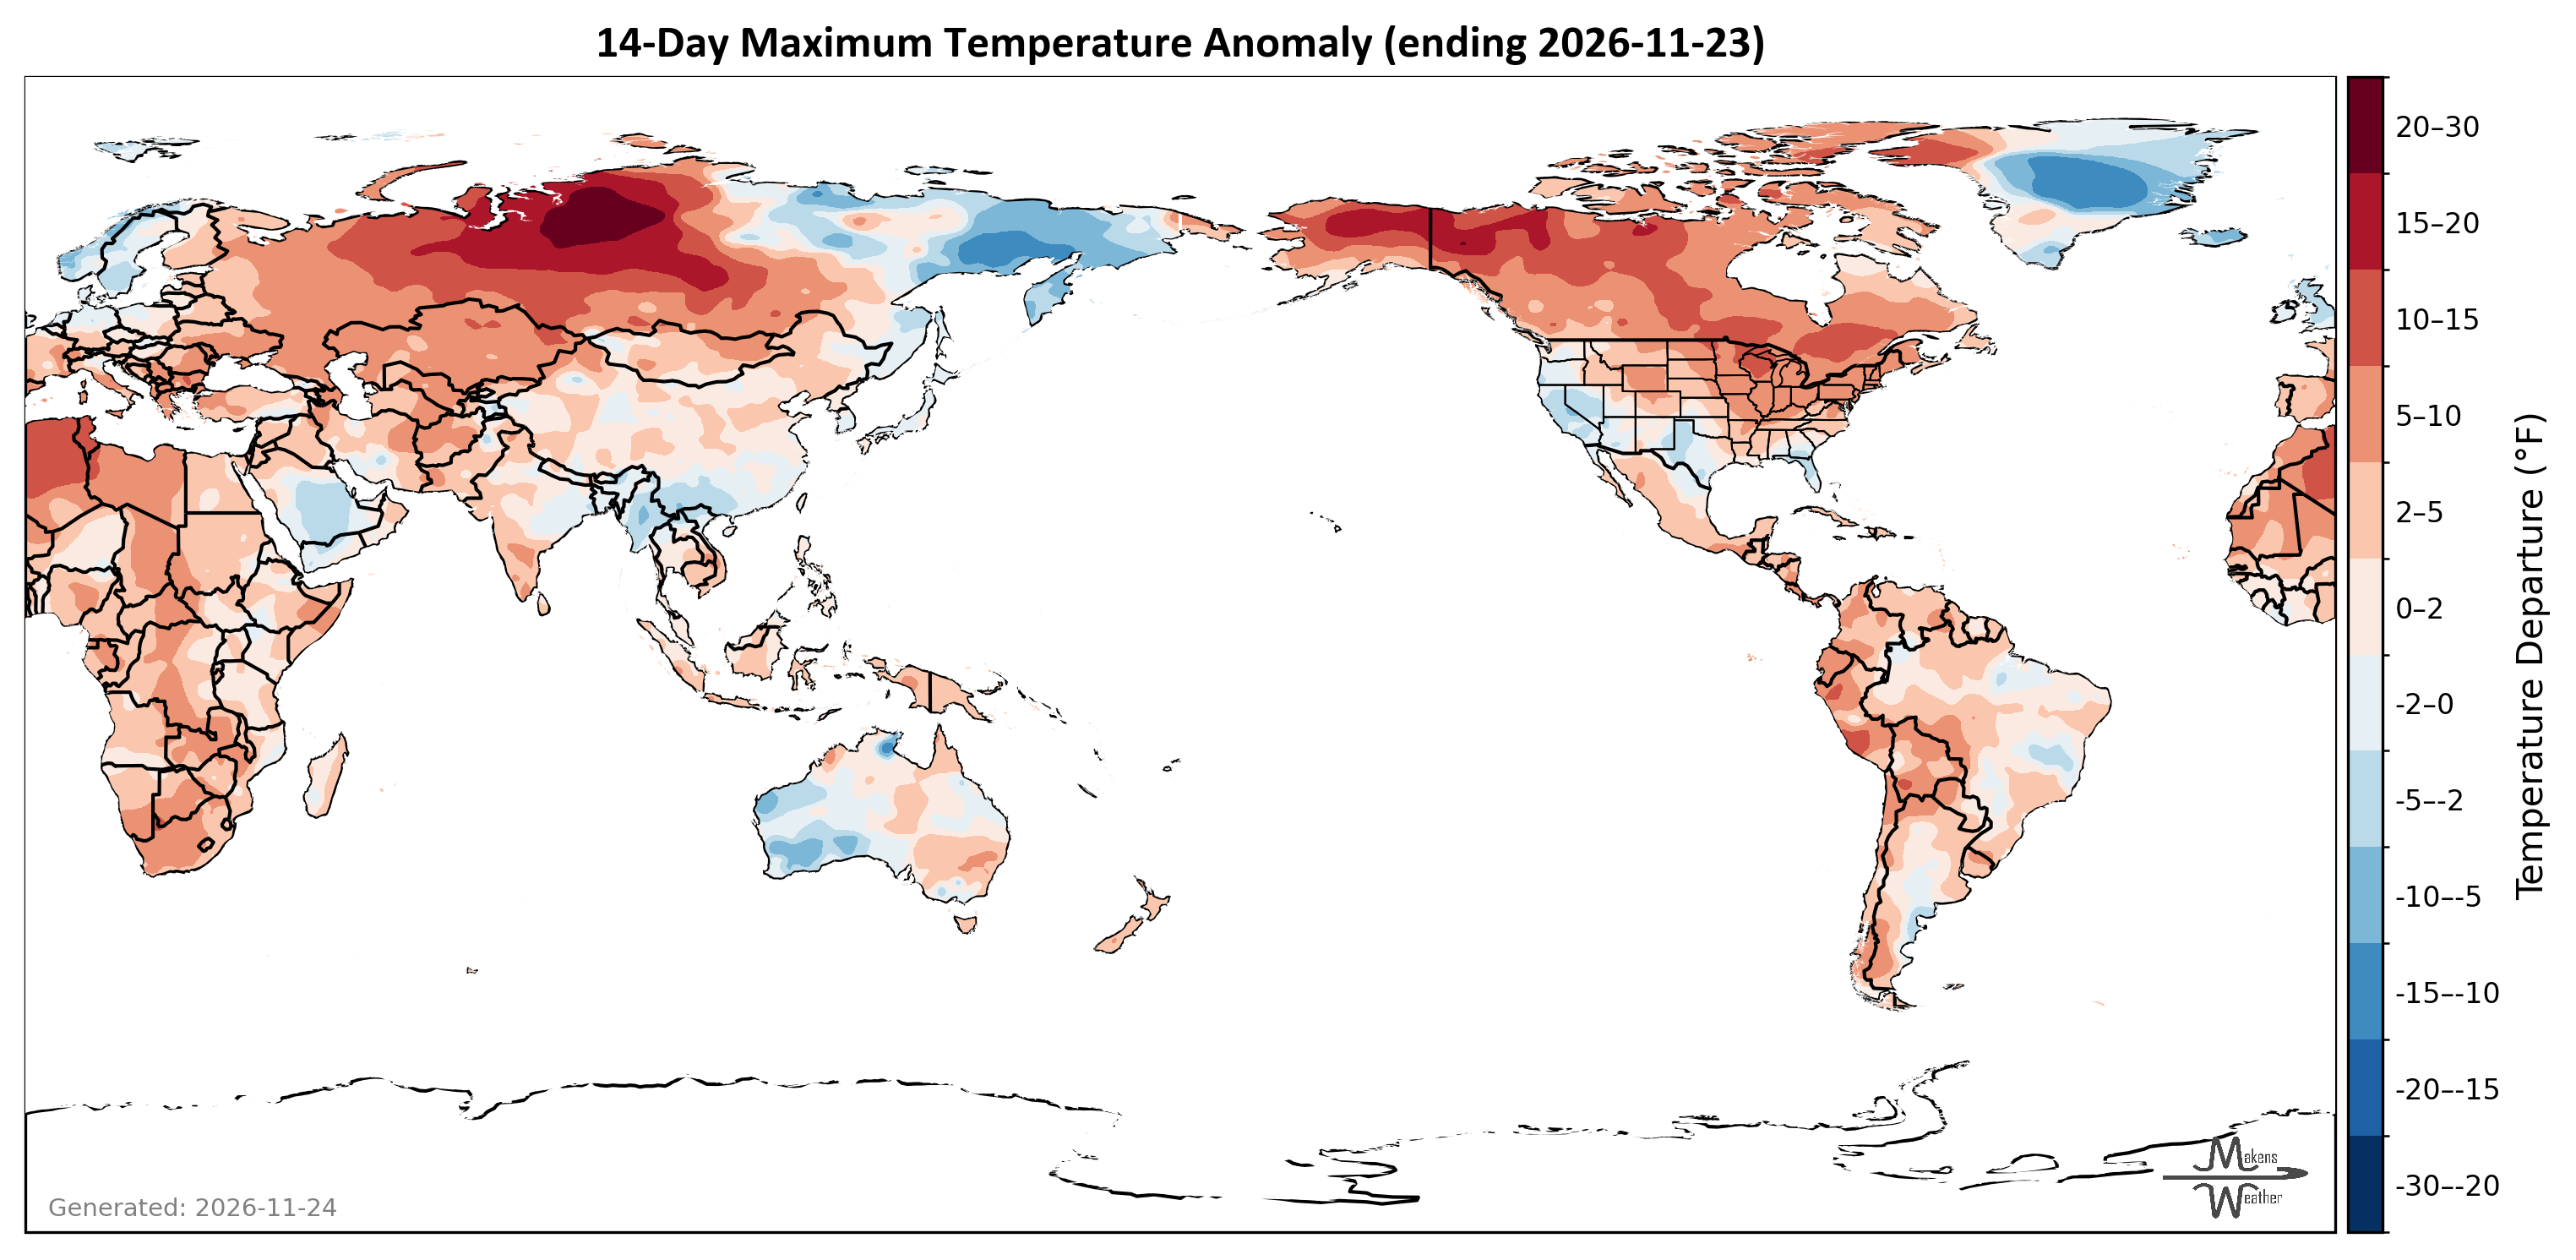 14-Day Maximum Temperature Anomaly (ending 2026-11-23)
20–30
15–20
10–15
5–10
2–5
0–2
-2–0
-5–-2
-10–-5
-15–-10
-20–-15
-30–-20
Temperature Departure (°F)
Generated: 2026-11-24
Makens
Weather